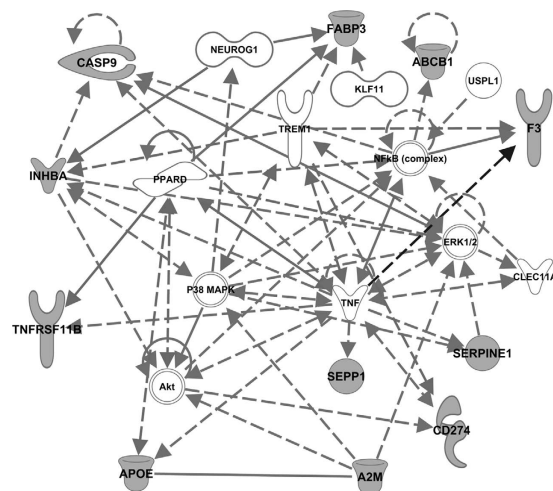 FABP3
NEUROG1
CASP9
ABCB1
KLF11
USPL1
TREM1
F3
NFkB (complex)
INHBA
PPARD
ERK1/2
CLEC11A
P38 MAPK
TNF
TNFRSF11B
SERPINE1
SEPP1
Akt
CD274
APOE
A2M